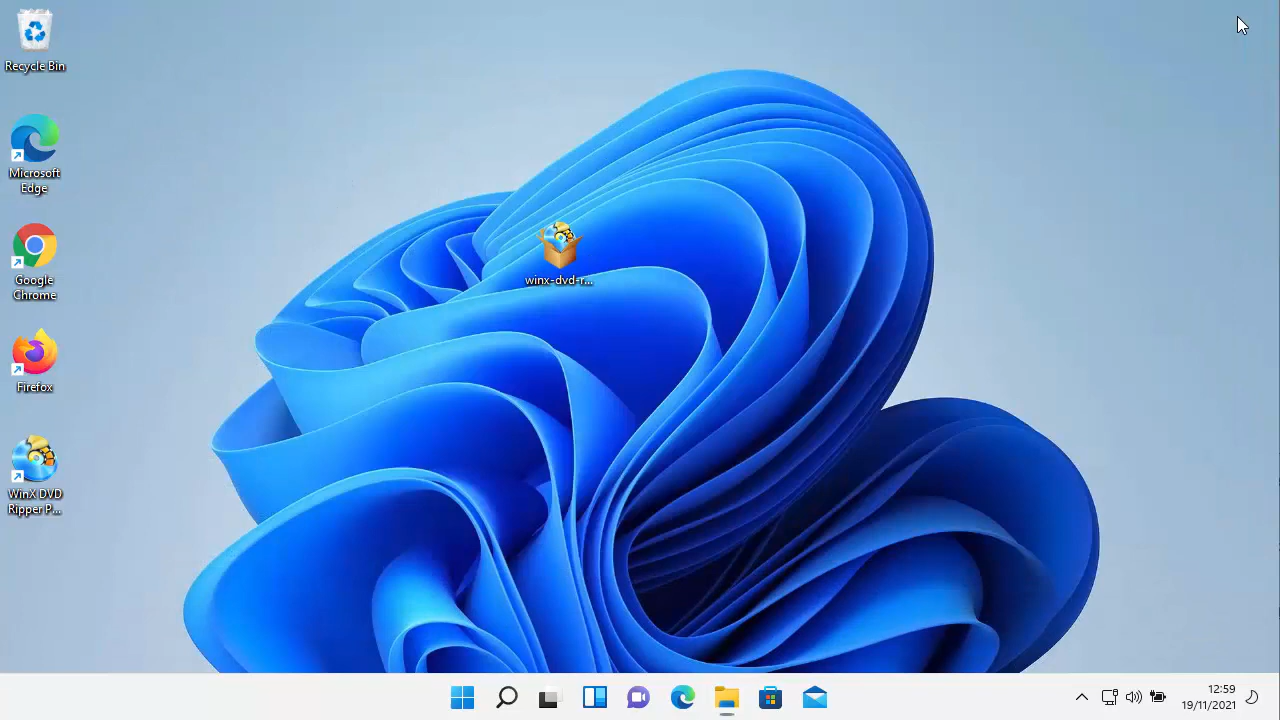 Recycle Bin
Microsoft
Edge
Google
Chrome
Firefox
WinX DVD
Ripper P...
winx-dvd-r...
12:59
19/11/2021